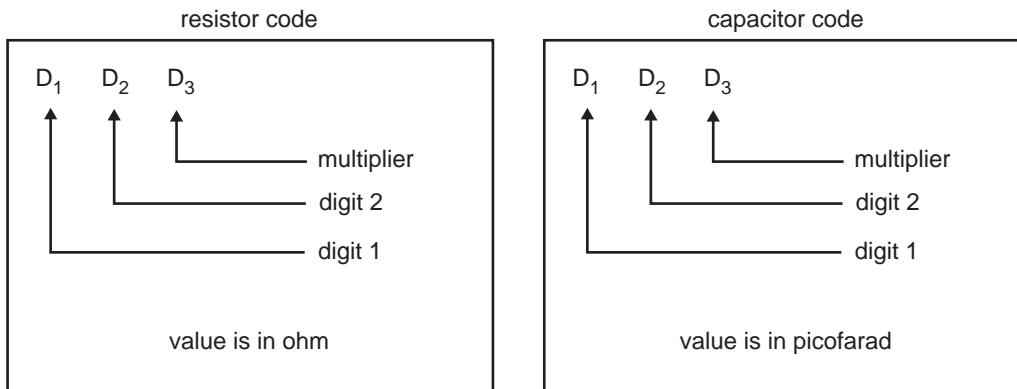 resistor code
D1 D2 D3
multiplier
digit 2
digit 1
value is in ohm
capacitor code
D1 D2 D3
multiplier
digit 2
digit 1
value is in picofarad